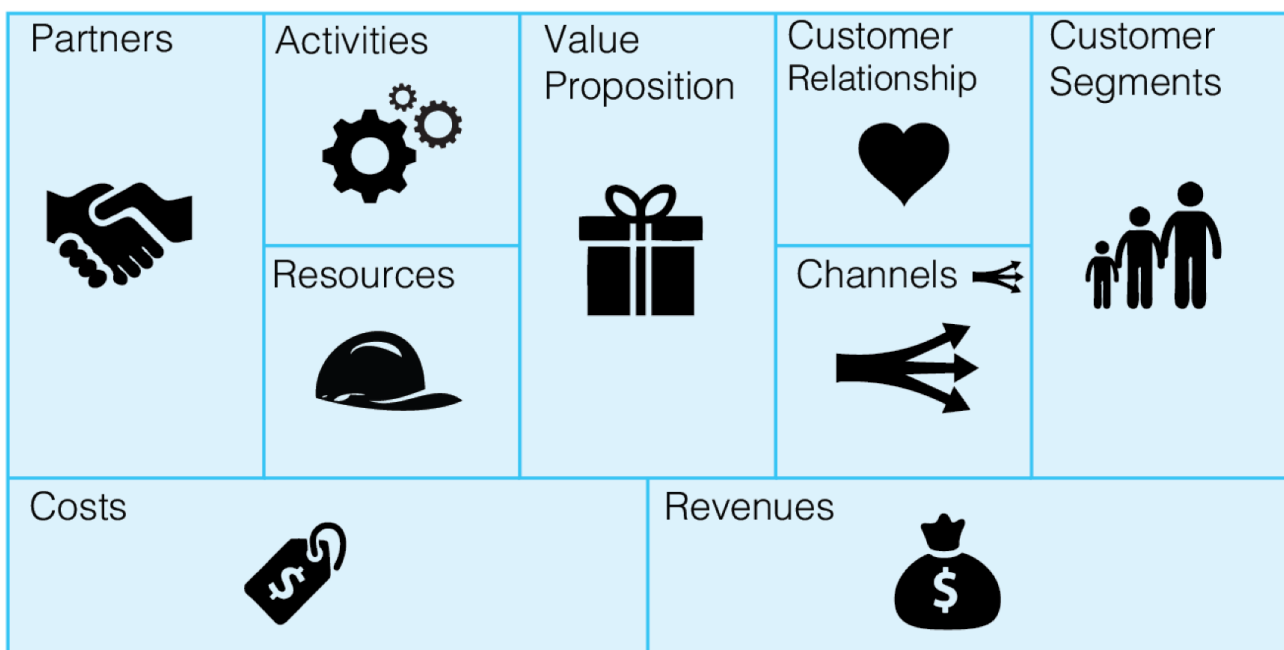 Partners
Activities
Value
Proposition
Customer
Relationship
Customer
Segments
Resources
Channels
Costs
$
Revenues
$